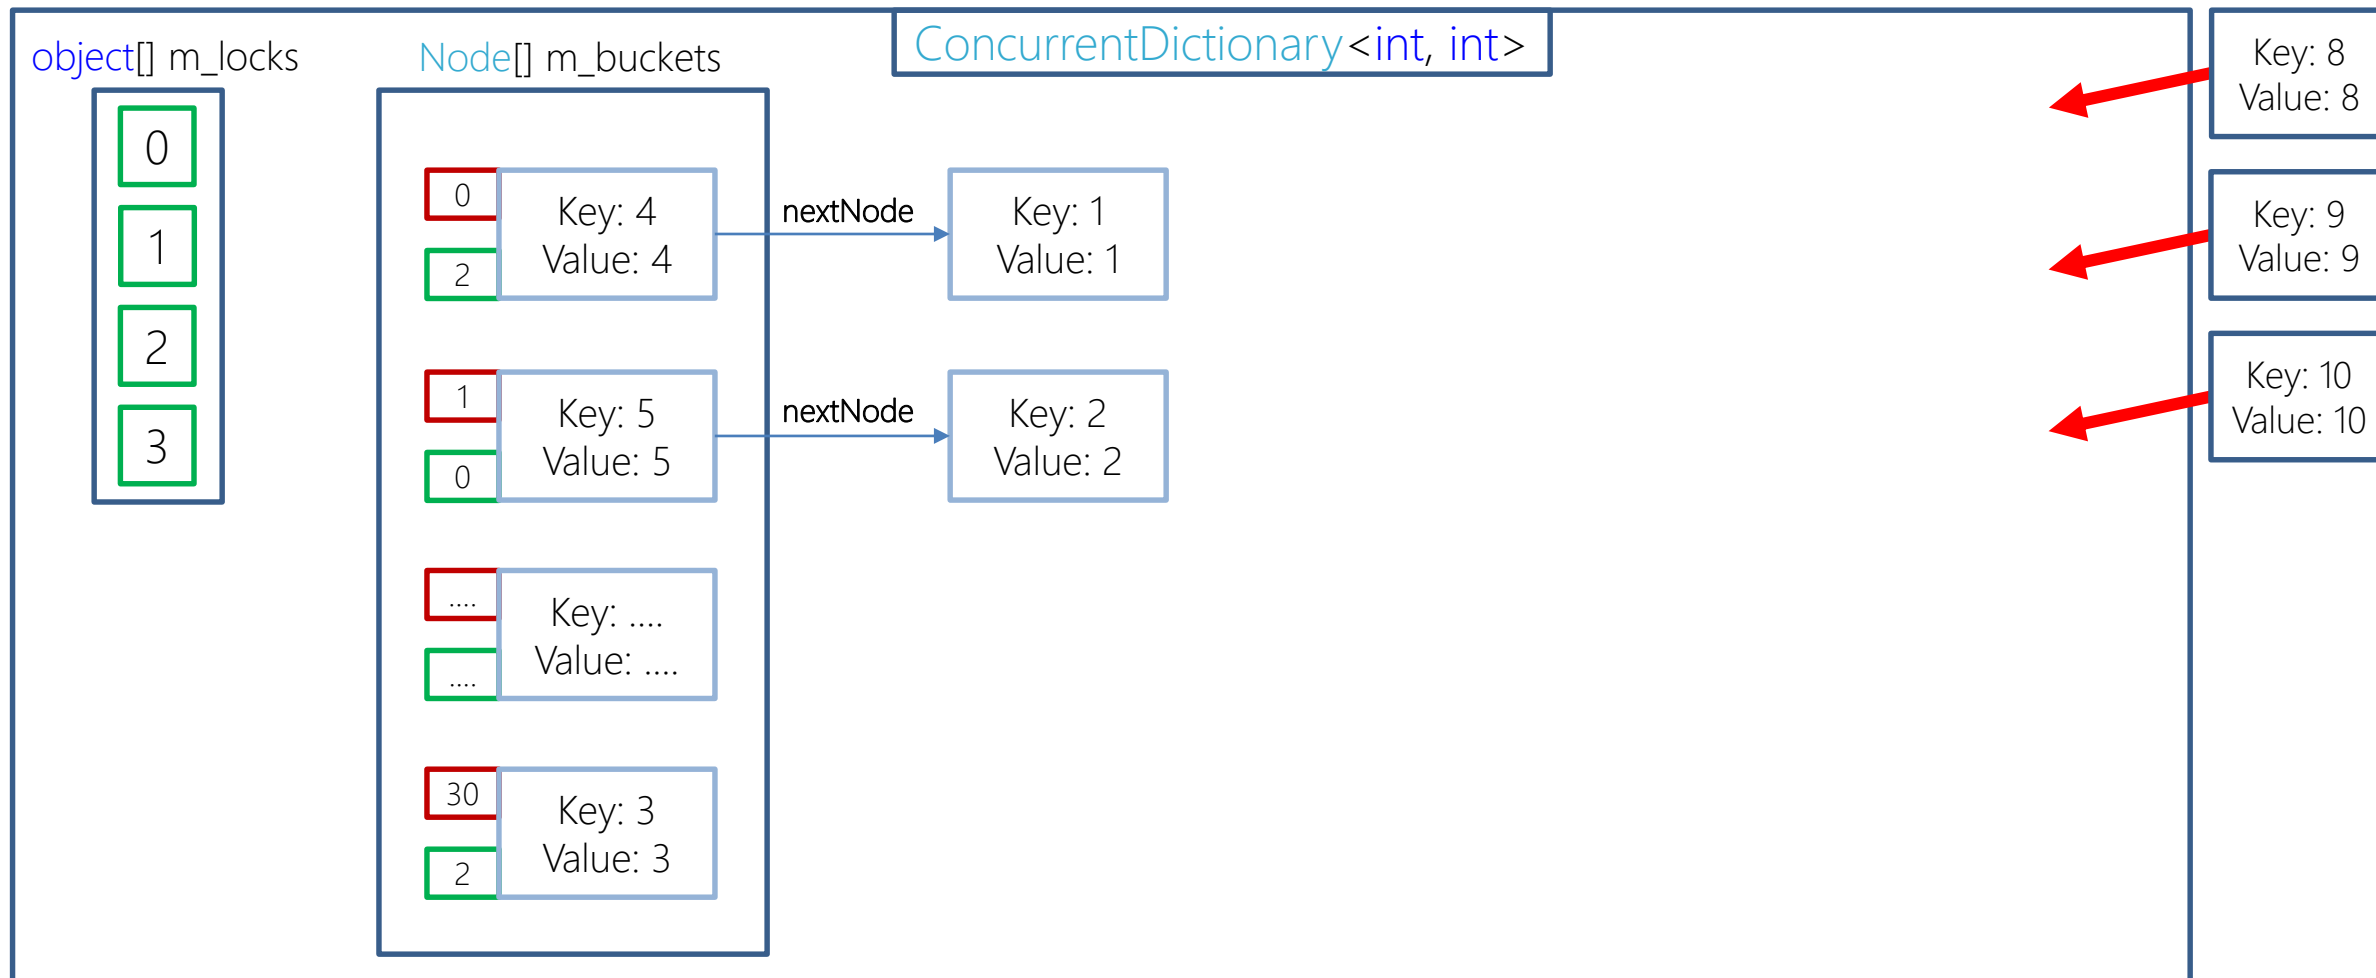 ConcurrentDictionary<int, int>
object[] m_locks
0
1
2
3
Node[] m_buckets
0
2
Key: 4
Value: 4
nextNode
Key: 1
Value: 1
1
0
Key: 5
Value: 5
nextNode
Key: 2
Value: 2
....
....
Key: ....
Value: ....
30
2
Key: 3
Value: 3
Key: 8
Value: 8
Key: 9
Value: 9
Key: 10
Value: 10